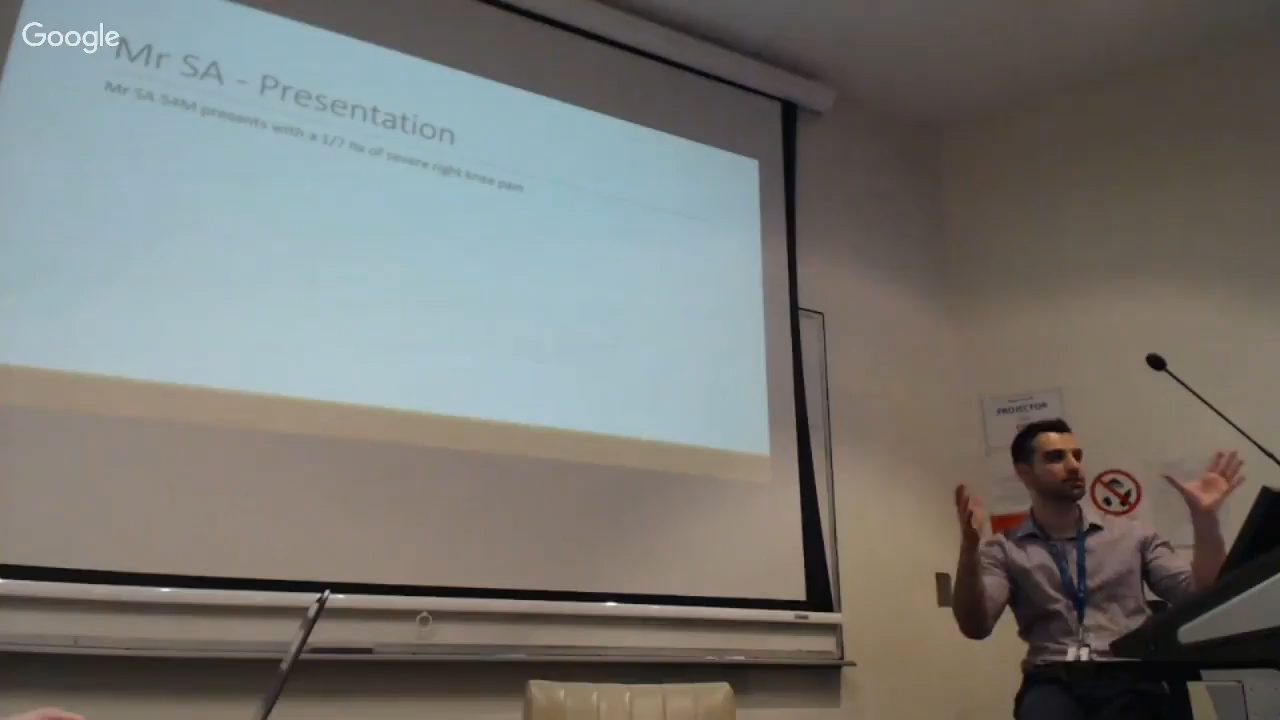 Google
Mr SA - Presentation
Mr SA 54M presents with a 1/7 hx of severe right knee pain
PROJECTOR